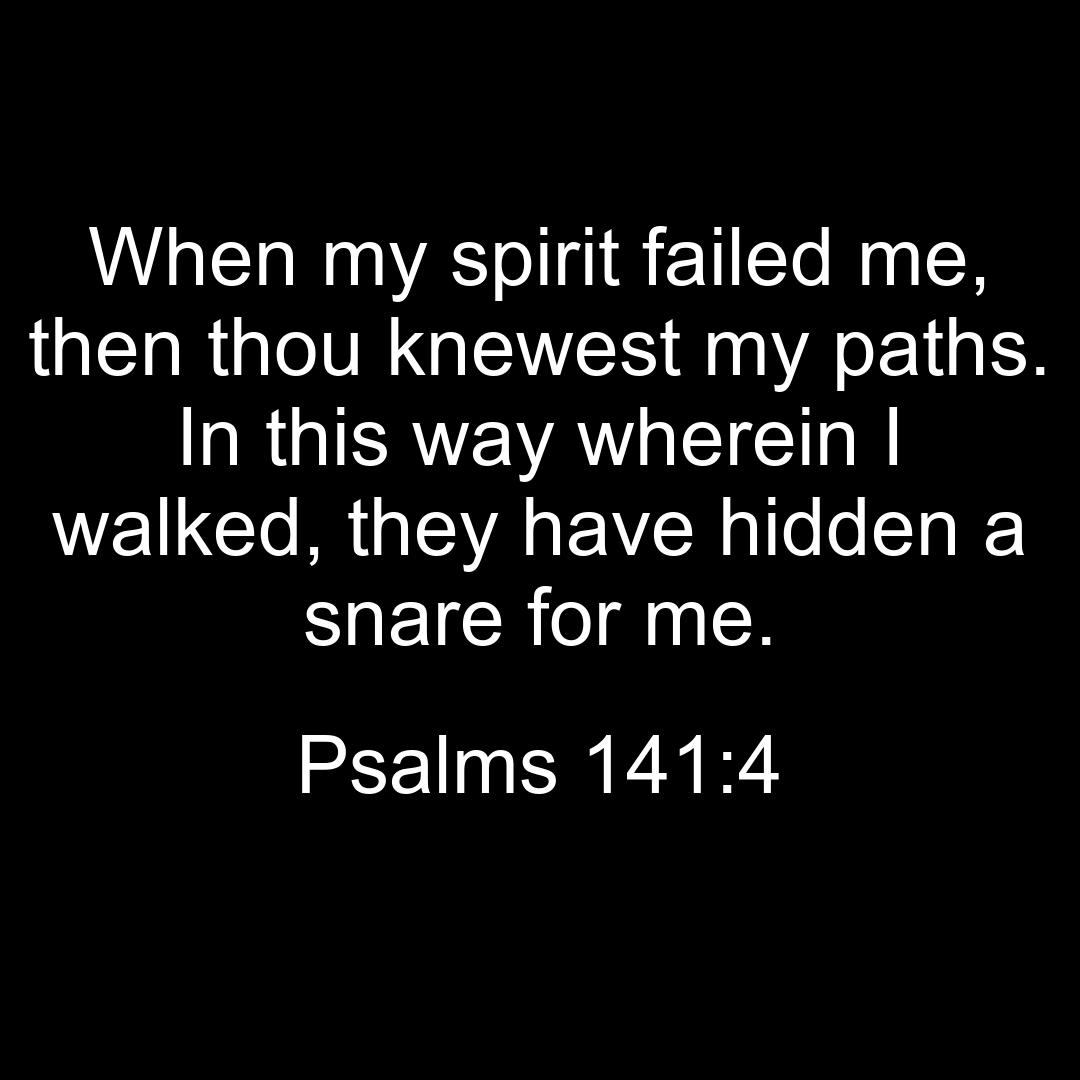 When my spirit failed me,
then thou knewest my paths.
In this way wherein I
walked, they have hidden a
snare for me.
Psalms 141:4